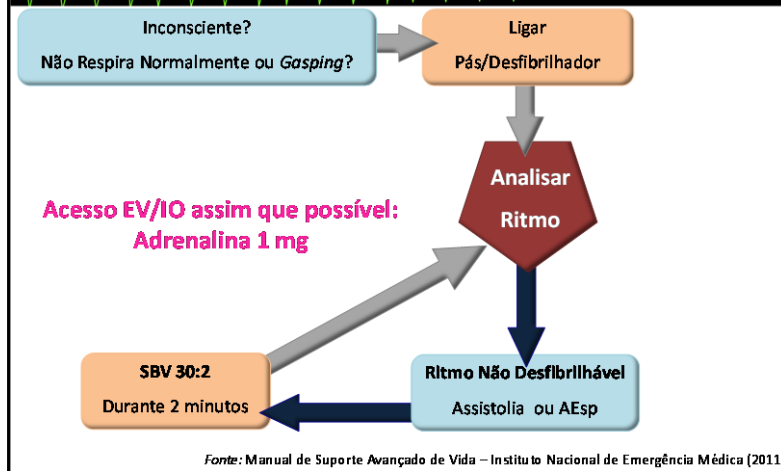 Inconsciente?
Não Respira Normalmente ou Gasping?
Ligar
Pás/Desfibrilhador
Analisar
Ritmo
Acesso EV/IO assim que possível:
Adrenalina 1 mg
SBV 30:2
Durante 2 minutos
Ritmo Não Desfibrilhável
Assistolia ou AEsp
Fonte: Manual de Suporte Avançado de Vida – Instituto Nacional de Emergência Médica (2011